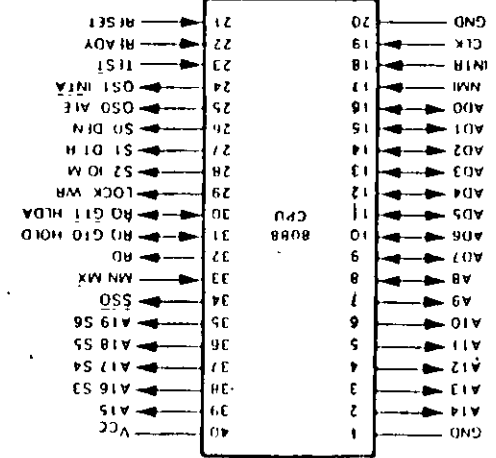 GND 1 40 VCC
A14 2 39 A15
A13 3 38 A16 S3
A12 4 37 A17 S4
A11 5 36 A18 S5
A10 6 35 A19 S6
A9 7 34 SS0
A8 8 33 MN MX
AD7 9 32 RD
AD6 10 8088 31 RQ GT0 HOLD
AD5 11 CPU 30 RQ GT1 HLDA
AD4 12 29 LOCK WR
AD3 13 28 S2 IO M
AD2 14 27 S1 DT R
AD1 15 26 S0 DEN
AD0 16 25 QS0 ALE
NMI 17 24 QS1 INTA
INTR 18 23 TEST
CLK 19 22 READY
GND 20 21 RESET